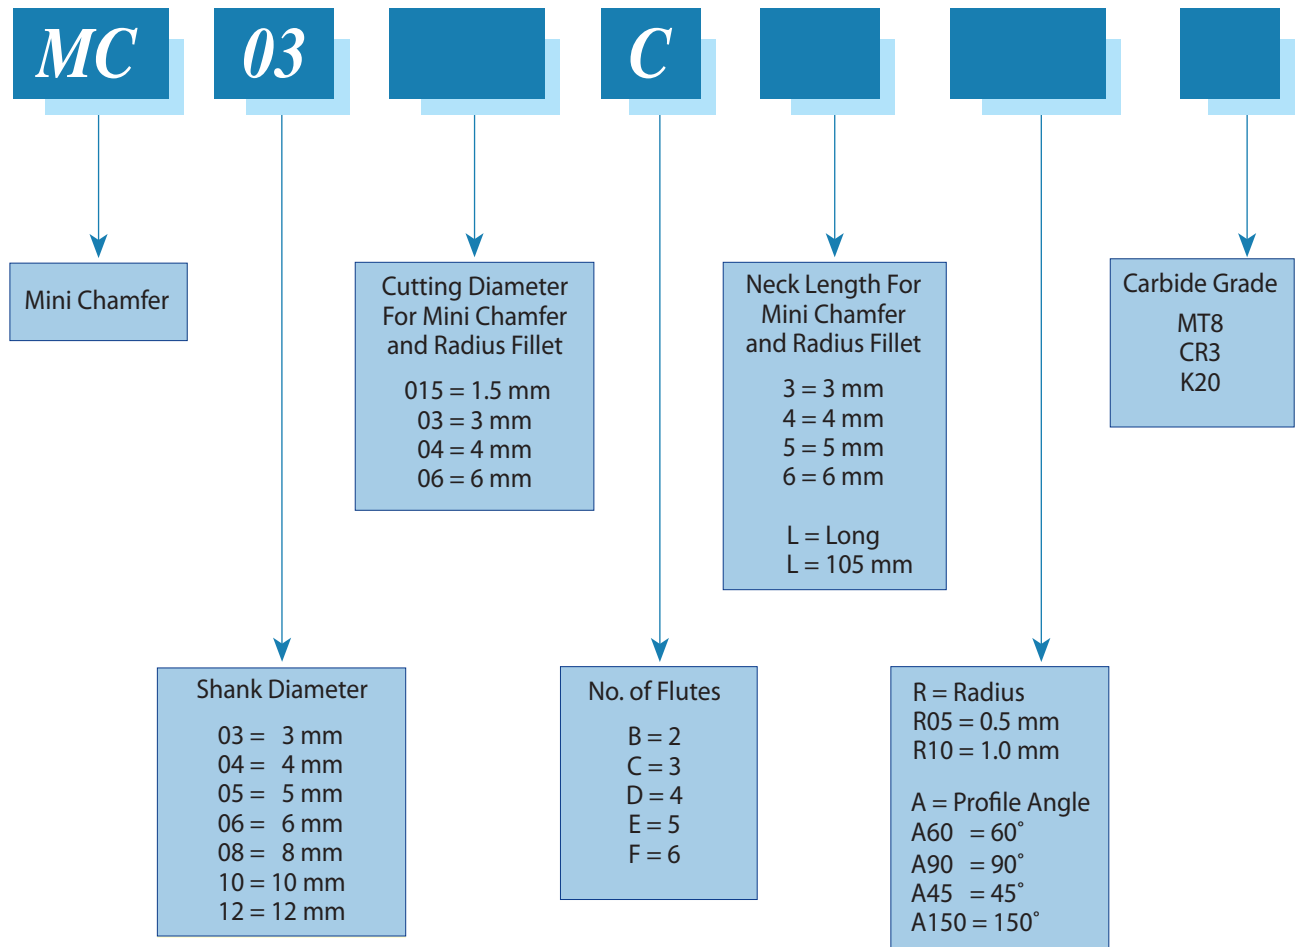 MC 03 C
Mini Chamfer
Cutting Diameter
For Mini Chamfer
and Radius Fillet
015 = 1.5 mm
03 = 3 mm
04 = 4 mm
06 = 6 mm
Neck Length For
Mini Chamfer
and Radius Fillet
3 = 3 mm
4 = 4 mm
5 = 5 mm
6 = 6 mm
L = Long
L = 105 mm
Carbide Grade
MT8
CR3
K20
Shank Diameter
03 = 3 mm
04 = 4 mm
05 = 5 mm
06 = 6 mm
08 = 8 mm
10 = 10 mm
12 = 12 mm
No. of Flutes
B = 2
C = 3
D = 4
E = 5
F = 6
R = Radius
R05 = 0.5 mm
R10 = 1.0 mm
A = Profile Angle
A60 = 60˚
A90 = 90˚
A45 = 45˚
A150 = 150˚